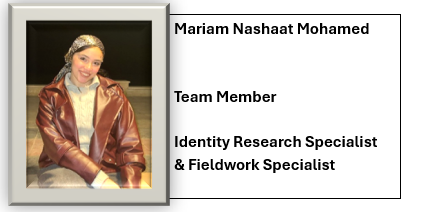 Mariam Nashaat Mohamed
Team Member
Identity Research Specialist
& Fieldwork Specialist